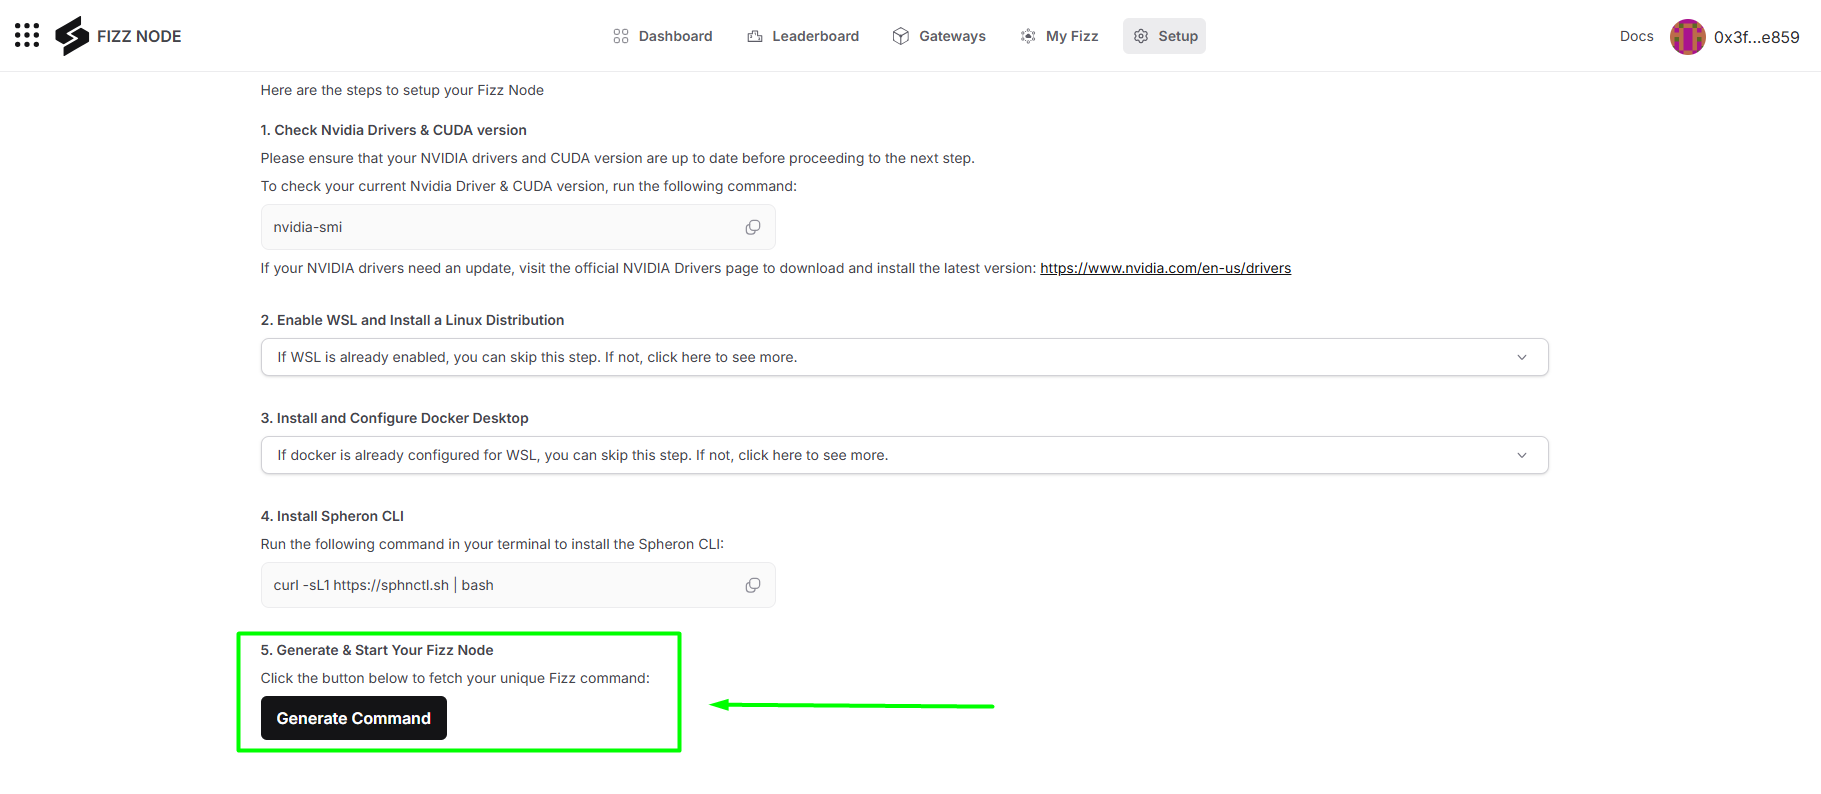 FIZZ NODE
Dashboard
Leaderboard
Gateways
My Fizz
Setup
Docs
0x3f...e859
Here are the steps to setup your Fizz Node
1. Check Nvidia Drivers & CUDA version
Please ensure that your NVIDIA drivers and CUDA version are up to date before proceeding to the next step.
To check your current Nvidia Driver & CUDA version, run the following command:
nvidia-smi
If your NVIDIA drivers need an update, visit the official NVIDIA Drivers page to download and install the latest version: https://www.nvidia.com/en-us/drivers
2. Enable WSL and Install a Linux Distribution
If WSL is already enabled, you can skip this step. If not, click here to see more.
3. Install and Configure Docker Desktop
If docker is already configured for WSL, you can skip this step. If not, click here to see more.
4. Install Spheron CLI
Run the following command in your terminal to install the Spheron CLI:
curl -sL1 https://sphnctl.sh | bash
5. Generate & Start Your Fizz Node
Click the button below to fetch your unique Fizz command:
Generate Command